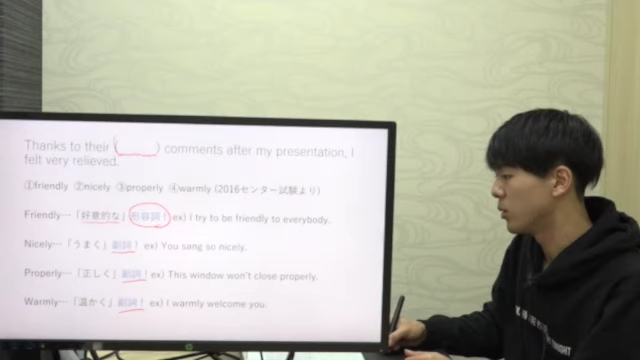 Thanks to their (      ) comments after my presentation, I
felt very relieved.
①friendly ②nicely ③properly ④warmly (2016センター試験より)
Friendly…「好意的な」形容詞！ ex) I try to be friendly to everybody.
Nicely…「うまく」副詞！ ex) You sang so nicely.
Properly…「正しく」副詞！ ex) This window won't close properly.
Warmly…「温かく」副詞！ ex) I warmly welcome you.
hp